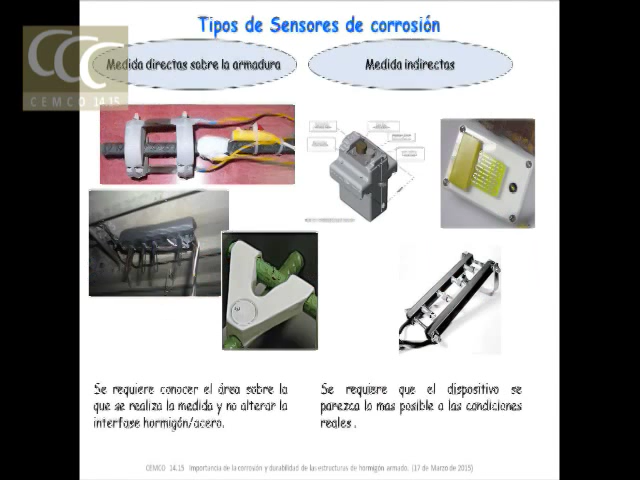 Tipos de Sensores de corrosión
CCC
CEMCO 14.15
Medida directas sobre la armadura
Medida indirectas
Se requiere conocer el área sobre la
que se realiza la medida y no alterar la
interfase hormigón/acero.
Se requiere que el dispositivo se
parezca lo mas posible a las condiciones
reales .
CEMCO 14.15 Importancia de la corrosión y durabilidad de las estructuras de hormigón armado. (17 de Marzo de 2015)